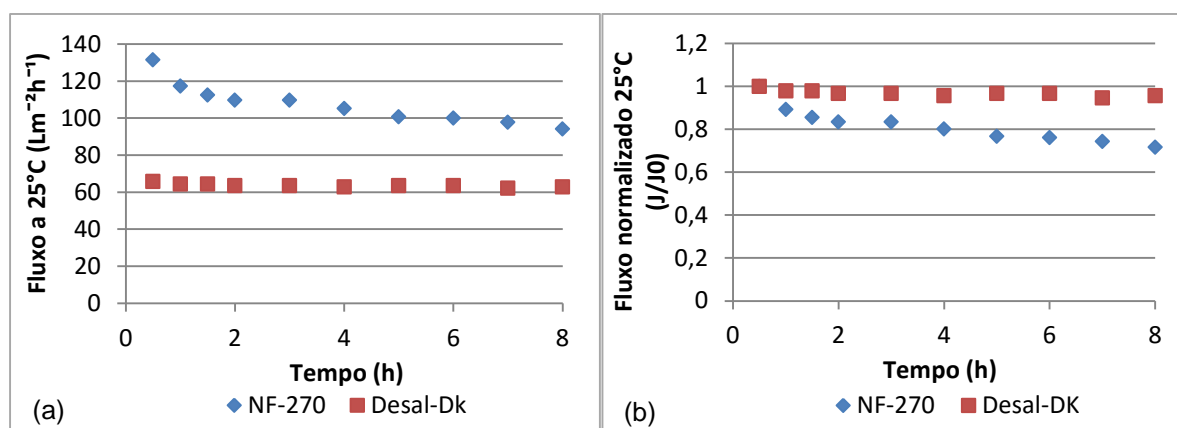 Fluxo a 25°C (Lm⁻²h⁻¹)
140
120
100
80
60
40
20
0
0 2 4 6 8
Tempo (h)
(a)
NF-270 Desal-Dk
Fluxo normalizado 25°C
(J/J0)
1,2
1
0,8
0,6
0,4
0,2
0
0 2 4 6 8
Tempo (h)
(b)
NF-270 Desal-DK